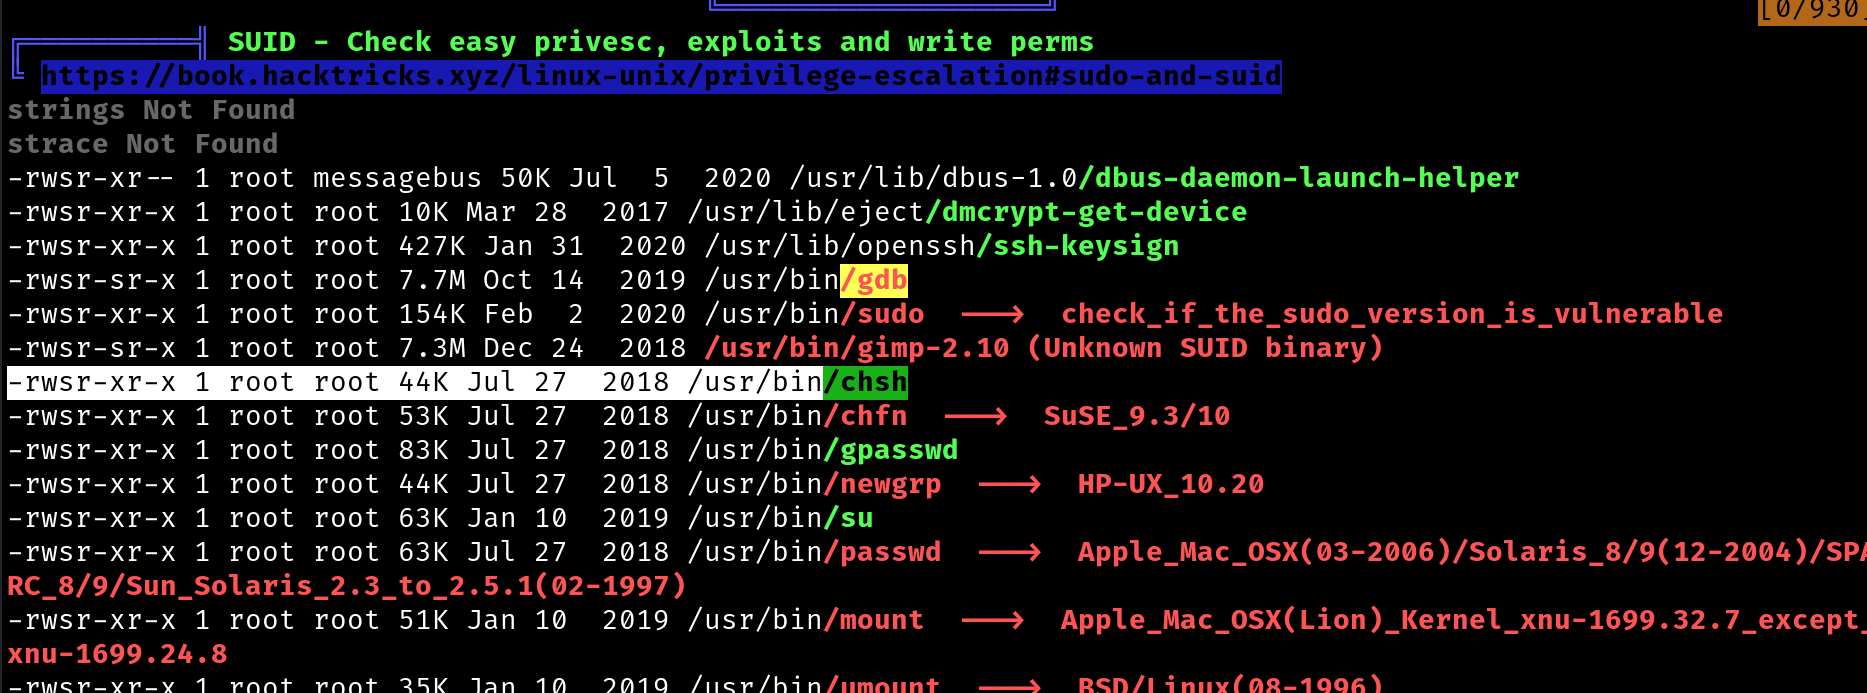 [0/930]
SUID - Check easy privesc, exploits and write perms
https://book.hacktricks.xyz/linux-unix/privilege-escalation#sudo-and-suid
strings Not Found
strace Not Found
-rwsr-xr-- 1 root messagebus 50K Jul  5  2020 /usr/lib/dbus-1.0/dbus-daemon-launch-helper
-rwsr-xr-x 1 root root 10K Mar 28  2017 /usr/lib/eject/dmcrypt-get-device
-rwsr-xr-x 1 root root 427K Jan 31  2020 /usr/lib/openssh/ssh-keysign
-rwsr-sr-x 1 root root 7.7M Oct 14  2019 /usr/bin/gdb
-rwsr-xr-x 1 root root 154K Feb  2  2020 /usr/bin/sudo  --->  check_if_the_sudo_version_is_vulnerable
-rwsr-sr-x 1 root root 7.3M Dec 24  2018 /usr/bin/gimp-2.10 (Unknown SUID binary)
-rwsr-xr-x 1 root root 44K Jul 27  2018 /usr/bin/chsh
-rwsr-xr-x 1 root root 53K Jul 27  2018 /usr/bin/chfn  --->  SuSE_9.3/10
-rwsr-xr-x 1 root root 83K Jul 27  2018 /usr/bin/gpasswd
-rwsr-xr-x 1 root root 44K Jul 27  2018 /usr/bin/newgrp  --->  HP-UX_10.20
-rwsr-xr-x 1 root root 63K Jan 10  2019 /usr/bin/su
-rwsr-xr-x 1 root root 63K Jul 27  2018 /usr/bin/passwd  --->  Apple_Mac_OSX(03-2006)/Solaris_8/9(12-2004)/SPA
RC_8/9/Sun_Solaris_2.3_to_2.5.1(02-1997)
-rwsr-xr-x 1 root root 51K Jan 10  2019 /usr/bin/mount  --->  Apple_Mac_OSX(Lion)_Kernel_xnu-1699.32.7_except_
xnu-1699.24.8
-rwsr-xr-x 1 root root 35K Jan 10  2019 /usr/bin/umount  --->  BSD/Linux(08-1996)